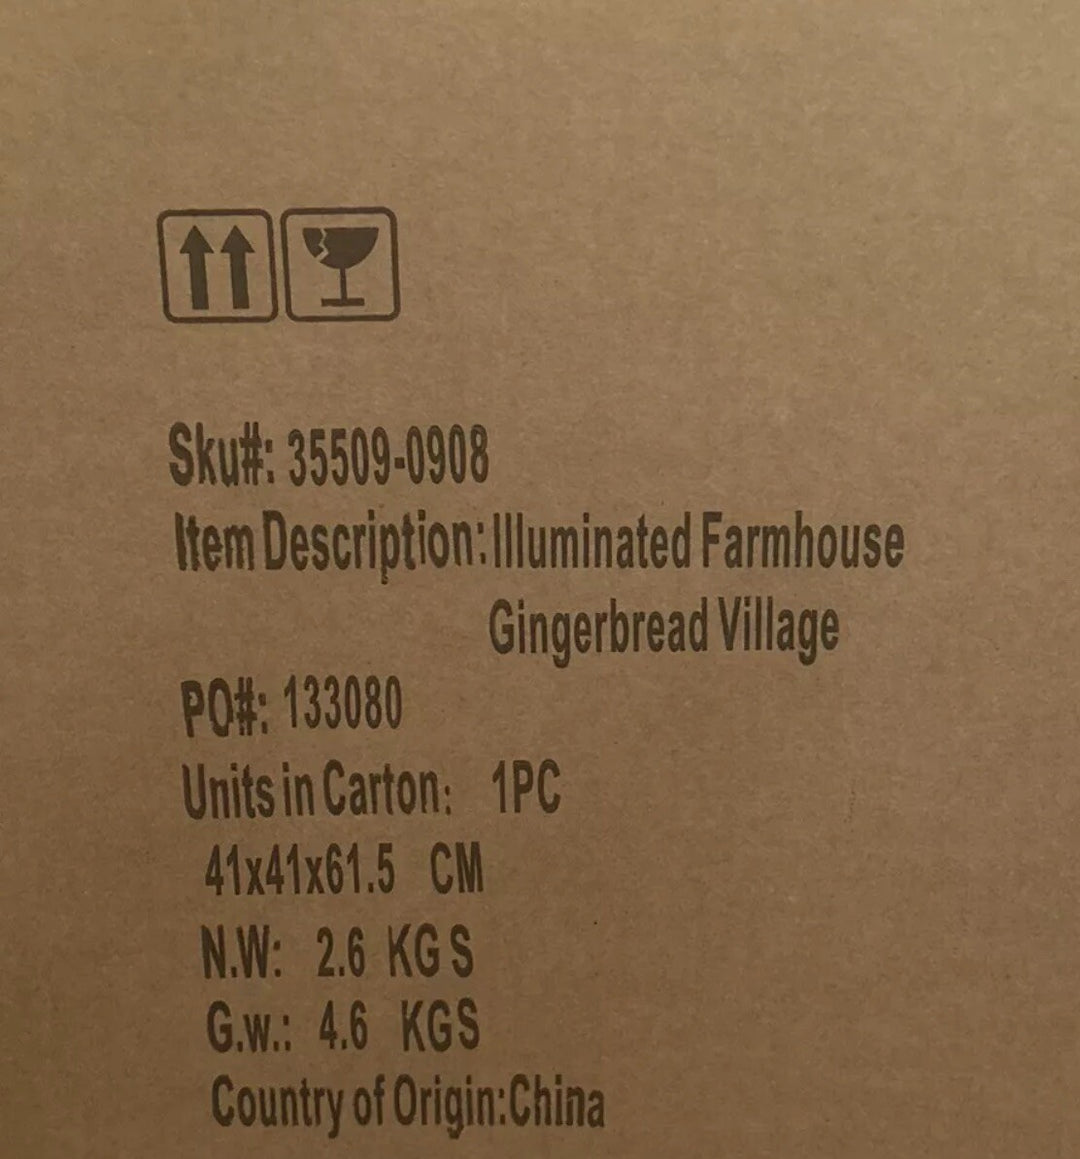 Sku#: 35509-0908
Item Description: Illuminated Farmhouse
Gingerbread Village
PO#: 133080
Units in Carton: 1PC
41x41x61.5 CM
N.W: 2.6 KGS
G.w.: 4.6 KGS
Country of Origin:China